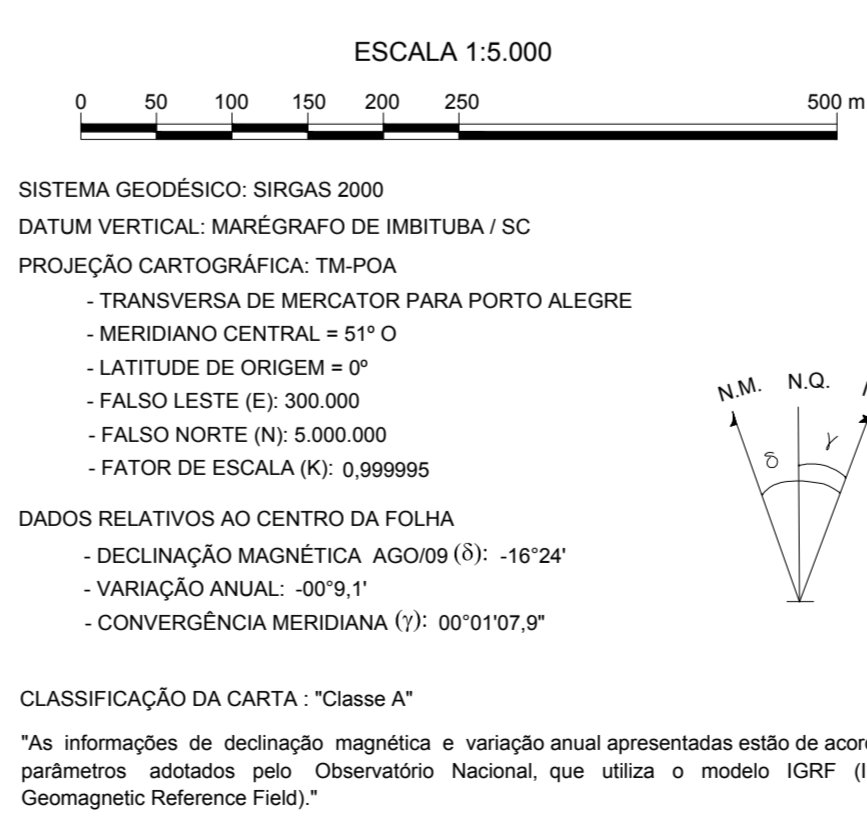 ESCALA 1:5.000
0 50 100 150 200 250 500 m
SISTEMA GEODÉSICO: SIRGAS 2000
DATUM VERTICAL: MARÉGRAFO DE IMBITUBA / SC
PROJEÇÃO CARTOGRÁFICA: TM-POA
- TRANSVERSA DE MERCATOR PARA PORTO ALEGRE
- MERIDIANO CENTRAL = 51º O
- LATITUDE DE ORIGEM = 0º
- FALSO LESTE (E): 300.000
- FALSO NORTE (N): 5.000.000
- FATOR DE ESCALA (K): 0,999995
N.M. N.Q.
δ γ
DADOS RELATIVOS AO CENTRO DA FOLHA
- DECLINAÇÃO MAGNÉTICA AGO/09 (δ): -16°24'
- VARIAÇÃO ANUAL: -00°9,1'
- CONVERGÊNCIA MERIDIANA (γ): 00°01'07,9"
CLASSIFICAÇÃO DA CARTA : "Classe A"
"As informações de declinação magnética e variação anual apresentadas estão de acor
parâmetros adotados pelo Observatório Nacional, que utiliza o modelo IGRF (I
Geomagnetic Reference Field)."